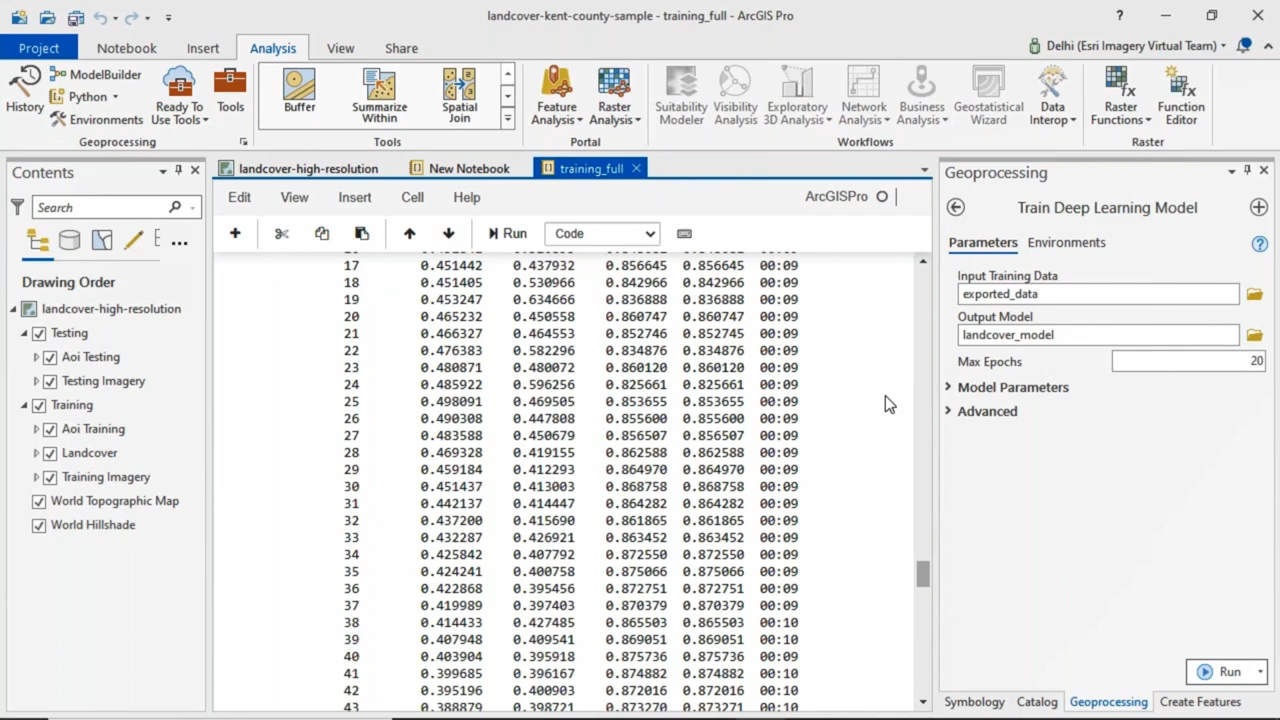 landcover-kent-county-sample - training_full - ArcGIS Pro
?
Project Notebook Insert Analysis View Share
Delhi (Esri Imagery Virtual Team)
History
ModelBuilder
Python
Environments
Ready To Use Tools
Tools
Geoprocessing
Buffer
Summarize Within
Spatial Join
Tools
Feature Analysis
Raster Analysis
Portal
Suitability Modeler
Visibility Analysis
Exploratory 3D Analysis
Network Analysis
Business Analysis
Geostatistical Wizard
Data Interop
Workflows
Raster Functions
Function Editor
Raster
Contents
Search
Drawing Order
landcover-high-resolution
Testing
Aoi Testing
Testing Imagery
Training
Aoi Training
Landcover
Training Imagery
World Topographic Map
World Hillshade
landcover-high-resolution New Notebook training_full
Edit View Insert Cell Help ArcGISPro
Run Code
17 0.451442 0.437932 0.856645 0.856645 00:09
18 0.451405 0.530966 0.842966 0.842966 00:09
19 0.453247 0.634666 0.836888 0.836888 00:09
20 0.465232 0.450558 0.860747 0.860747 00:09
21 0.466327 0.464553 0.852746 0.852745 00:09
22 0.476383 0.582296 0.834876 0.834876 00:09
23 0.480871 0.480072 0.860120 0.860120 00:09
24 0.485922 0.596256 0.825661 0.825661 00:09
25 0.498091 0.469505 0.853655 0.853655 00:09
26 0.490308 0.447808 0.855600 0.855600 00:09
27 0.483588 0.450679 0.856507 0.856507 00:09
28 0.469328 0.419155 0.862588 0.862588 00:09
29 0.459184 0.412293 0.864970 0.864970 00:09
30 0.451437 0.413003 0.868758 0.868758 00:09
31 0.442137 0.414447 0.864282 0.864282 00:09
32 0.437200 0.415690 0.861865 0.861865 00:09
33 0.432287 0.426921 0.863452 0.863452 00:09
34 0.425842 0.407792 0.872550 0.872550 00:09
35 0.424241 0.400758 0.875066 0.875066 00:09
36 0.422868 0.395456 0.872751 0.872751 00:09
37 0.419989 0.397403 0.870379 0.870379 00:09
38 0.414433 0.427485 0.865503 0.865503 00:10
39 0.407948 0.409541 0.869051 0.869051 00:10
40 0.403904 0.395918 0.875736 0.875736 00:09
41 0.399685 0.396167 0.874882 0.874882 00:10
42 0.395196 0.400903 0.872016 0.872016 00:10
43 0.388879 0.397755 0.873270 0.873271 00:10
Geoprocessing
Train Deep Learning Model
Parameters Environments
?
Input Training Data
exported_data
Output Model
landcover_model
Max Epochs 20
Model Parameters
Advanced
Run
Symbology Catalog Geoprocessing Create Features